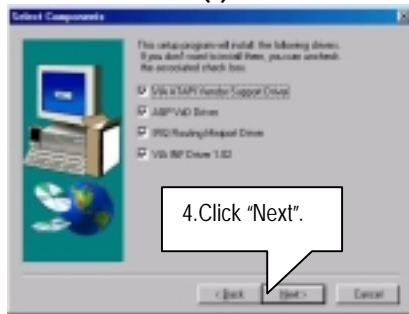 Select Components
This setup program will install the following drivers.
If you don't want to install them, you can uncheck
the associated check box.
VIA ATAPI Vendor Support Driver
AGP VxD Driver
IRQ Routing Miniport Driver
VIA INF Driver 1.02
4.Click "Next".
< Back
Next >
Cancel